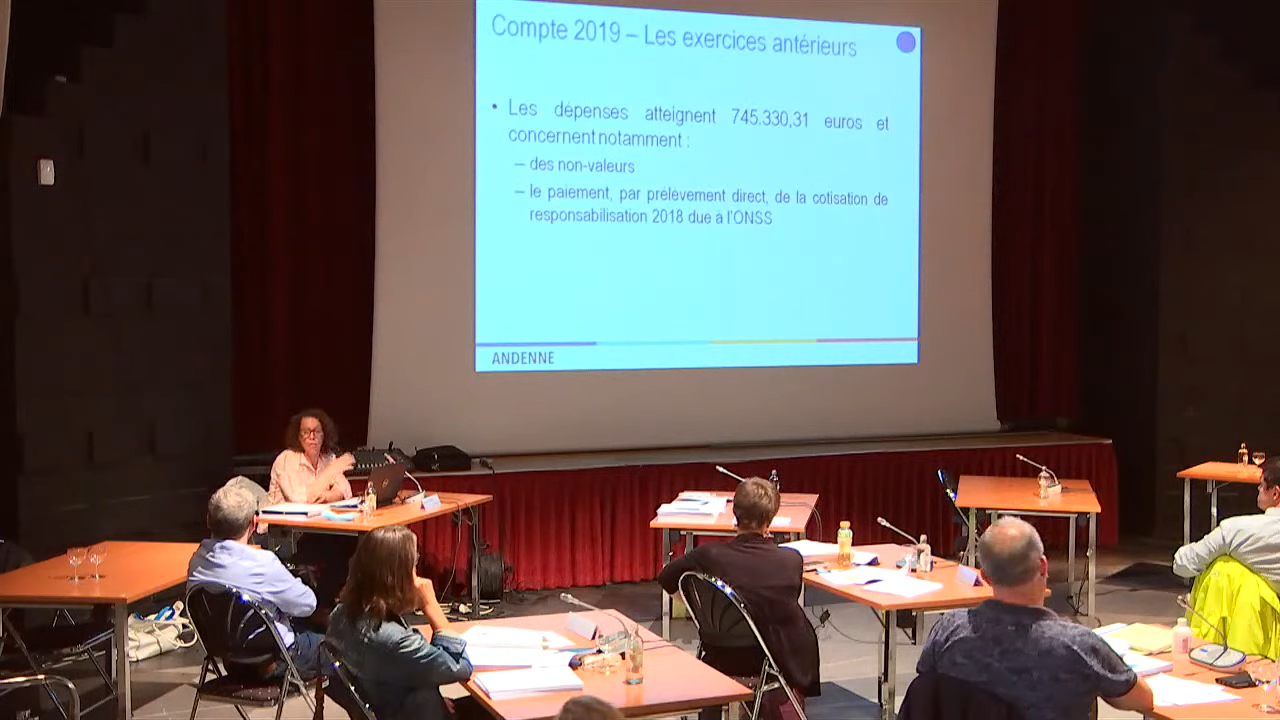 Compte 2019 – Les exercices antérieurs
• Les dépenses atteignent 745.330,31 euros et
concernent notamment :
– des non-valeurs
– le paiement, par prélèvement direct, de la cotisation de
responsabilisation 2018 due à l'ONSS
ANDENNE